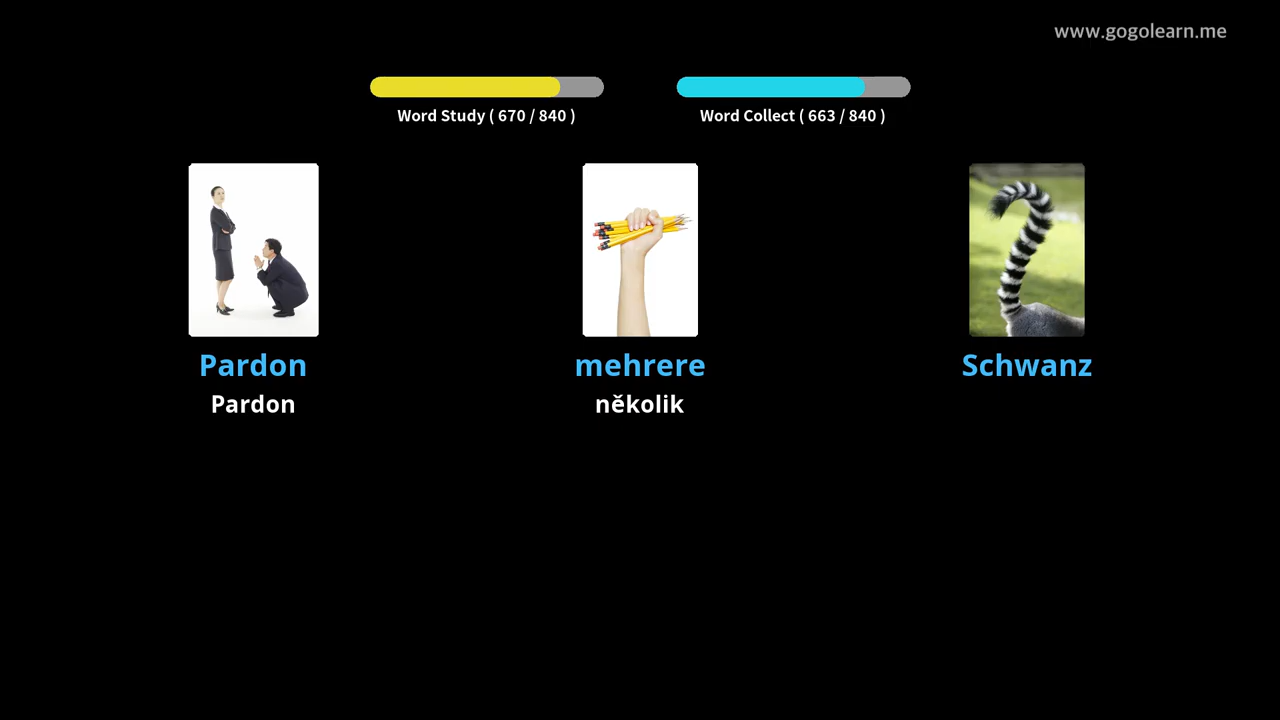 www.gogolearn.me
Word Study ( 670 / 840 )
Word Collect ( 663 / 840 )
Pardon
mehrere
Schwanz
Pardon
několik